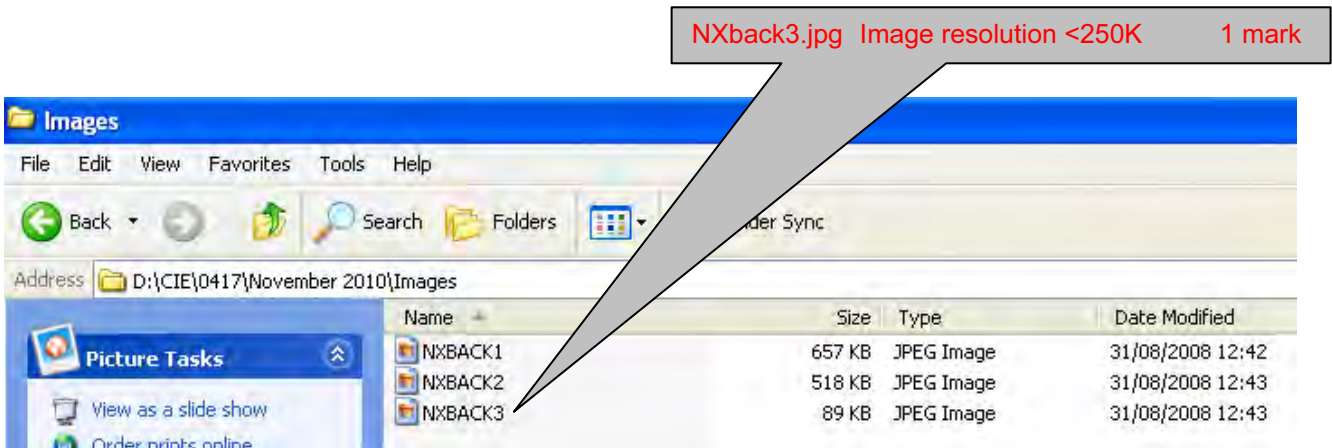 NXback3.jpg Image resolution <250K 1 mark
Images
File Edit View Favorites Tools Help
Back Search Folders der Sync
Address D:\CIE\0417\November 2010\Images
Name Size Type Date Modified
Picture Tasks
NXBACK1 657 KB JPEG Image 31/08/2008 12:42
NXBACK2 518 KB JPEG Image 31/08/2008 12:43
NXBACK3 89 KB JPEG Image 31/08/2008 12:43
View as a slide show
Order prints online